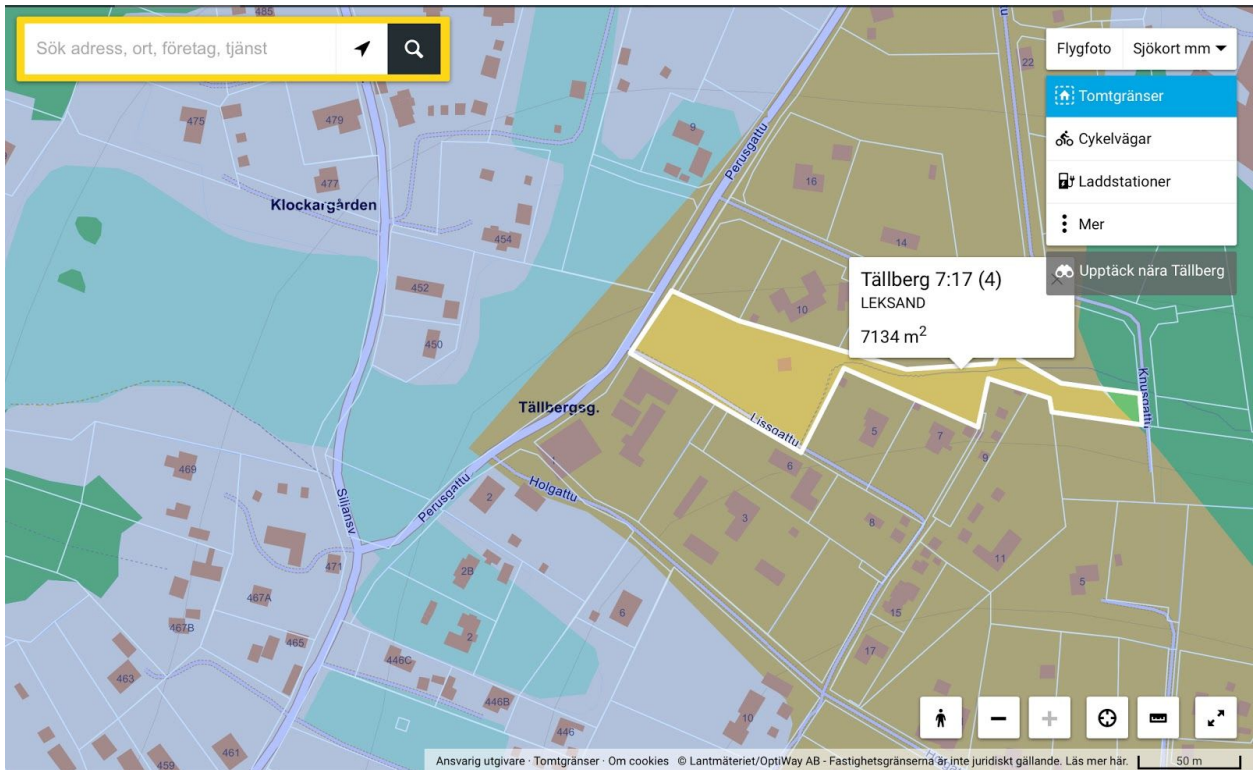 485
Sök adress, ort, företag, tjänst
Flygfoto
Sjökort mm
22
Tomtgränser
475
479
9
Perusgattu
Cykelvägar
477
16
Laddstationer
Klockargården
Mer
454
14
Tällberg 7:17 (4)
Upptäck nära Tällberg
LEKSAND
7134 m²
452
10
450
Knusgattu
Tällbergsg.
Lissgattu
5
7
9
469
6
Siljansv
Perusgattu
Holgattu
2
3
8
11
471
2B
5
467A
6
15
467B
465
2
17
463
446C
446B
10
446
461
459
Ansvarig utgivare · Tomtgränser · Om cookies © Lantmäteriet/OptiWay AB - Fastighetsgränserna är inte juridiskt gällande. Läs mer här.
50 m